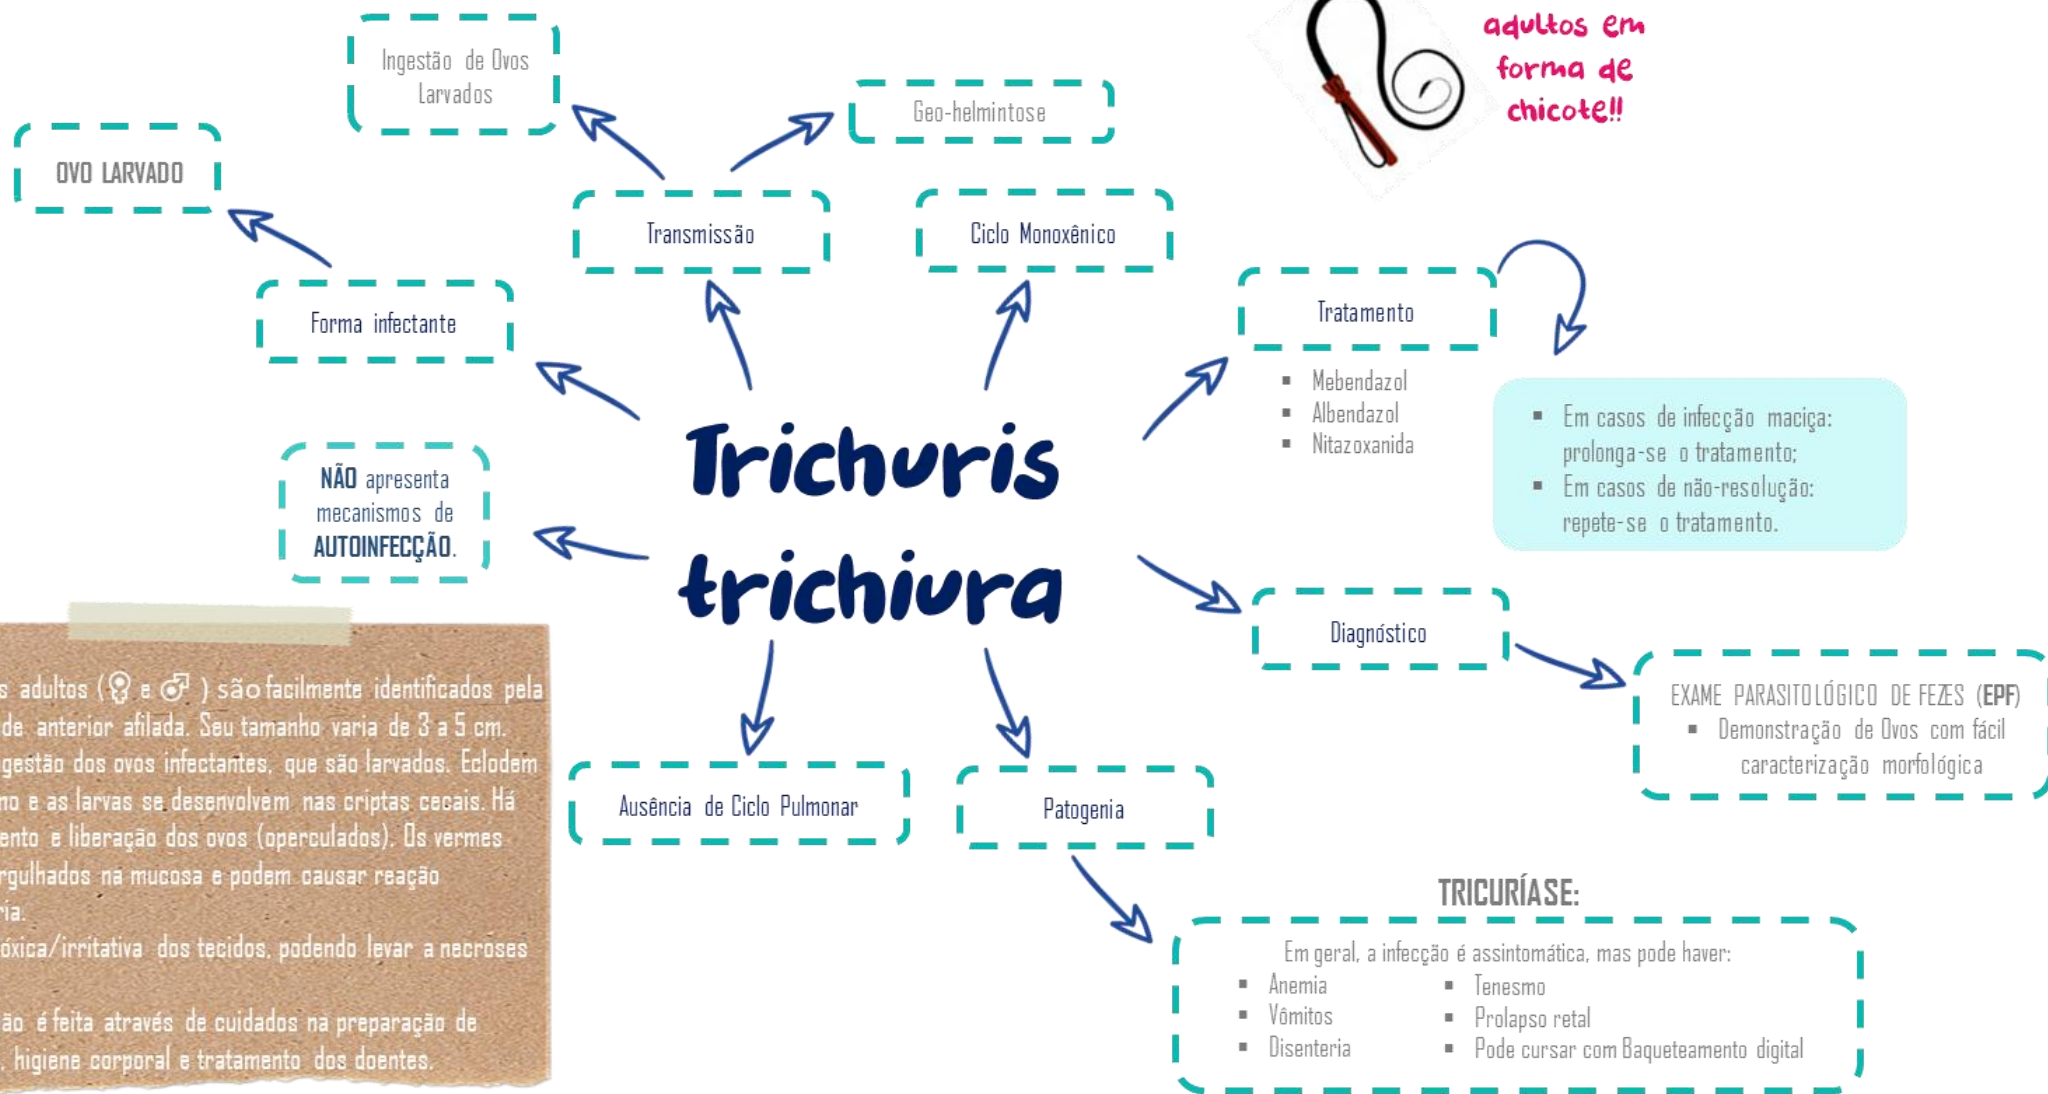 adultos em
forma de
chicote!!
Ingestão de Ovos
Larvados
Geo-helmintose
OVO LARVADO
Transmissão
Ciclo Monoxênico
Forma infectante
Tratamento
▪ Mebendazol
▪ Albendazol
▪ Nitazoxanida
▪ Em casos de infecção maciça:
prolonga-se o tratamento;
▪ Em casos de não-resolução:
repete-se o tratamento.
NÃO apresenta
mecanismos de
AUTOINFECÇÃO.
Trichuris
trichiura
Diagnóstico
EXAME PARASITOLÓGICO DE FEZES (EPF)
▪ Demonstração de Ovos com fácil
caracterização morfológica
s adultos (♀ e ♂ ) são facilmente identificados pela
de anterior afilada. Seu tamanho varia de 3 a 5 cm.
gestão dos ovos infectantes, que são larvados. Eclodem
no e as larvas se desenvolvem nas criptas cecais. Há
ento e liberação dos ovos (operculados). Os vermes
rgulhados na mucosa e podem causar reação
ria.
óxica/irritativa dos tecidos, podendo levar a necroses
ão é feita através de cuidados na preparação de
, higiene corporal e tratamento dos doentes.
Ausência de Ciclo Pulmonar
Patogenia
TRICURÍASE:
Em geral, a infecção é assintomática, mas pode haver:
▪ Anemia
▪ Vômitos
▪ Disenteria
▪ Tenesmo
▪ Prolapso retal
▪ Pode cursar com Baqueteamento digital